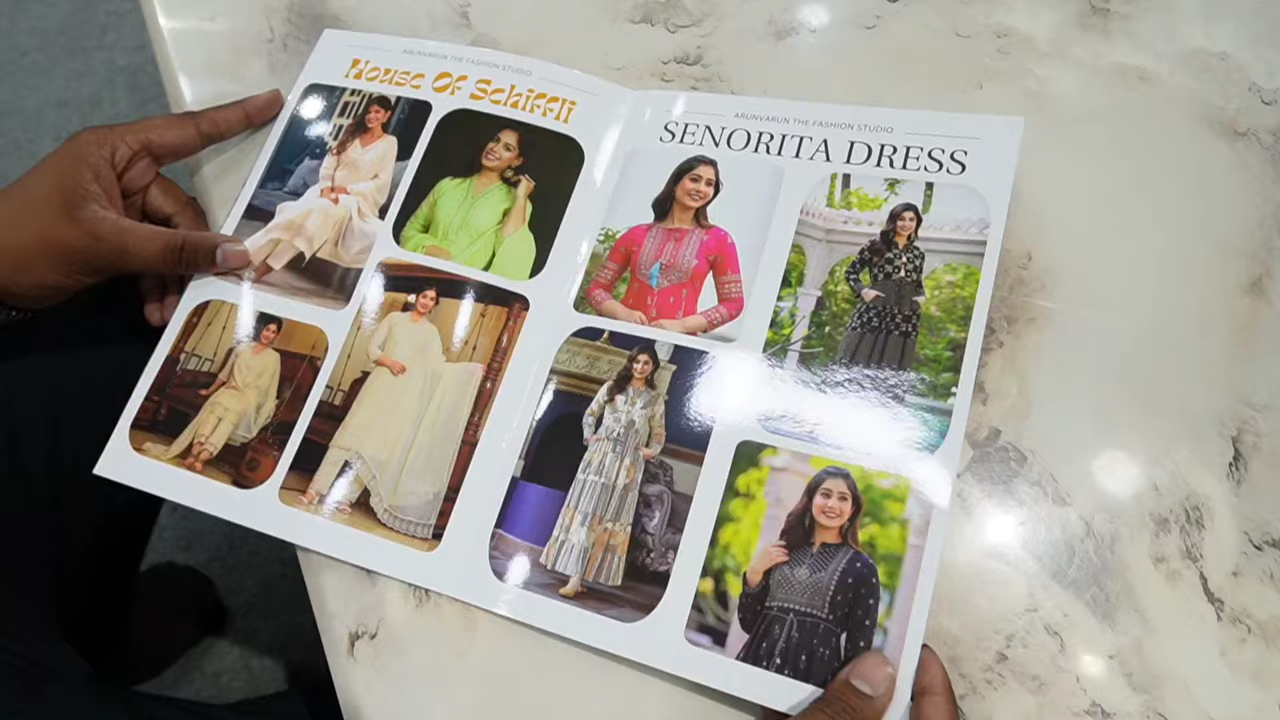 ARUNVARUN THE FASHION STUDIO
House Of Schiffli
ARUNVARUN THE FASHION STUDIO
SENORITA DRESS